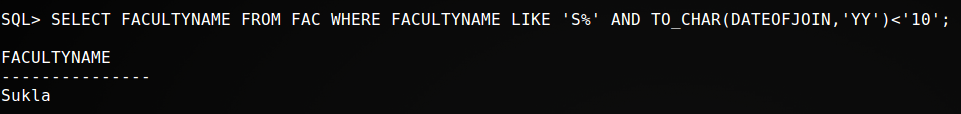 SQL> SELECT FACULTYNAME FROM FAC WHERE FACULTYNAME LIKE 'S%' AND TO_CHAR(DATEOFJOIN,'YY')<'10';
FACULTYNAME
---------------
Sukla